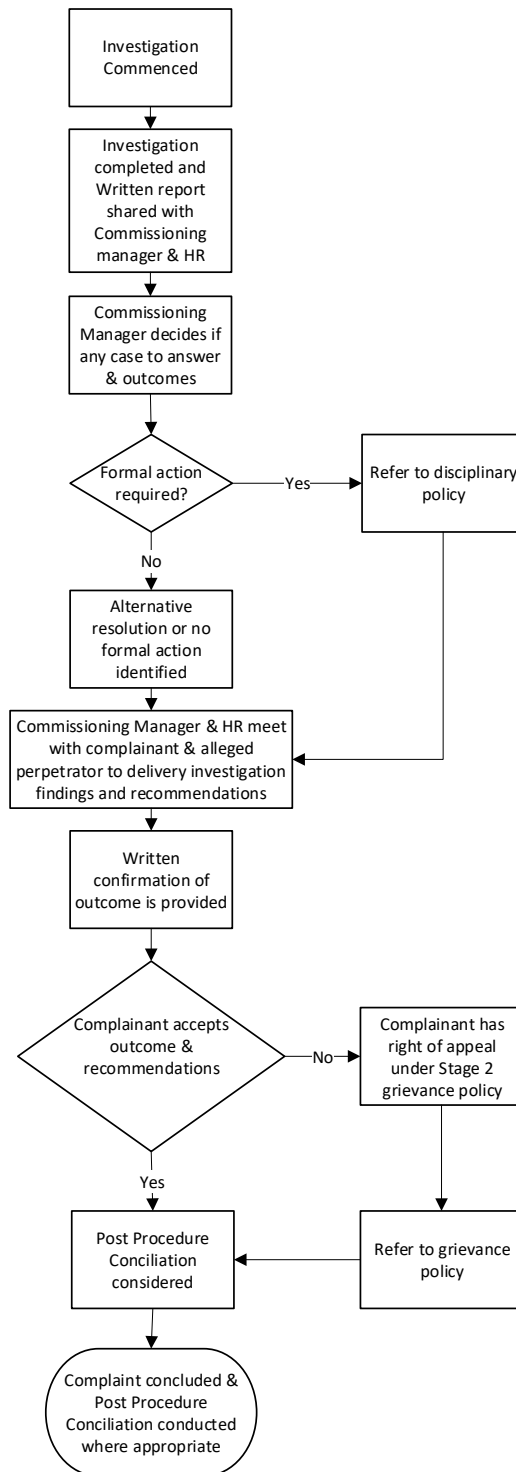 Investigation
Commenced
Investigation
completed and
Written report
shared with
Commissioning
manager & HR
Commissioning
Manager decides if
any case to answer
& outcomes
Formal action
required?
Yes
Refer to disciplinary
policy
No
Alternative
resolution or no
formal action
identified
Commissioning Manager & HR meet
with complainant & alleged
perpetrator to delivery investigation
findings and recommendations
Written
confirmation of
outcome is provided
Complainant accepts
outcome &
recommendations
No
Complainant has
right of appeal
under Stage 2
grievance policy
Yes
Post Procedure
Conciliation
considered
Refer to grievance
policy
Complaint concluded &
Post Procedure
Conciliation conducted
where appropriate